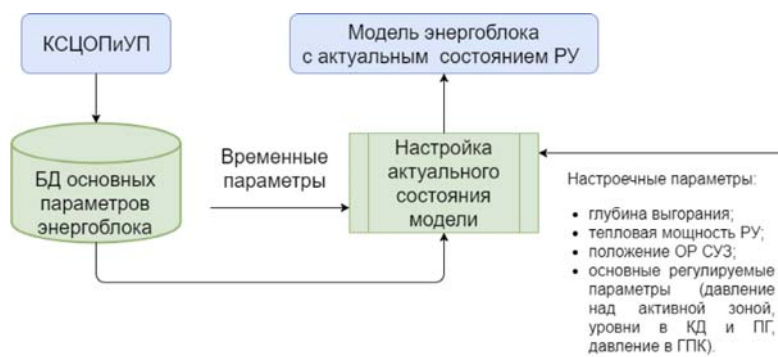 КСЦОПиУП
Модель энергоблока
с актуальным состоянием РУ
БД основных
параметров
энергоблока
Временные
параметры
Настройка
актуального
состояния
модели
Настроечные параметры:
• глубина выгорания;
• тепловая мощность РУ;
• положение ОР СУЗ;
• основные регулируемые
параметры (давление
над активной зоной,
уровни в КД и ПГ,
давление в ГПК).